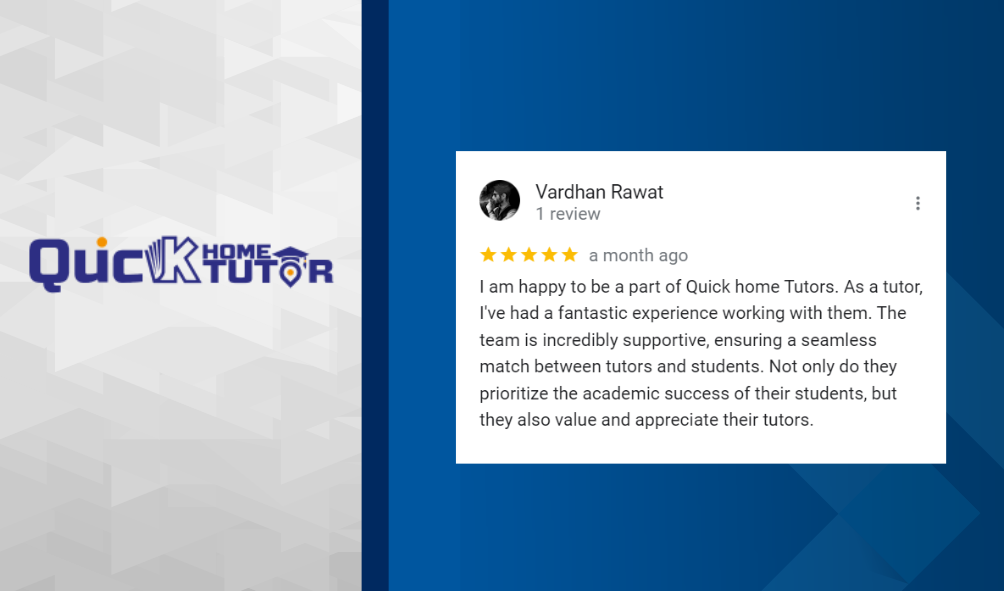 Quick HOME TUTOR
Vardhan Rawat
1 review
a month ago
I am happy to be a part of Quick home Tutors. As a tutor,
I've had a fantastic experience working with them. The
team is incredibly supportive, ensuring a seamless
match between tutors and students. Not only do they
prioritize the academic success of their students, but
they also value and appreciate their tutors.